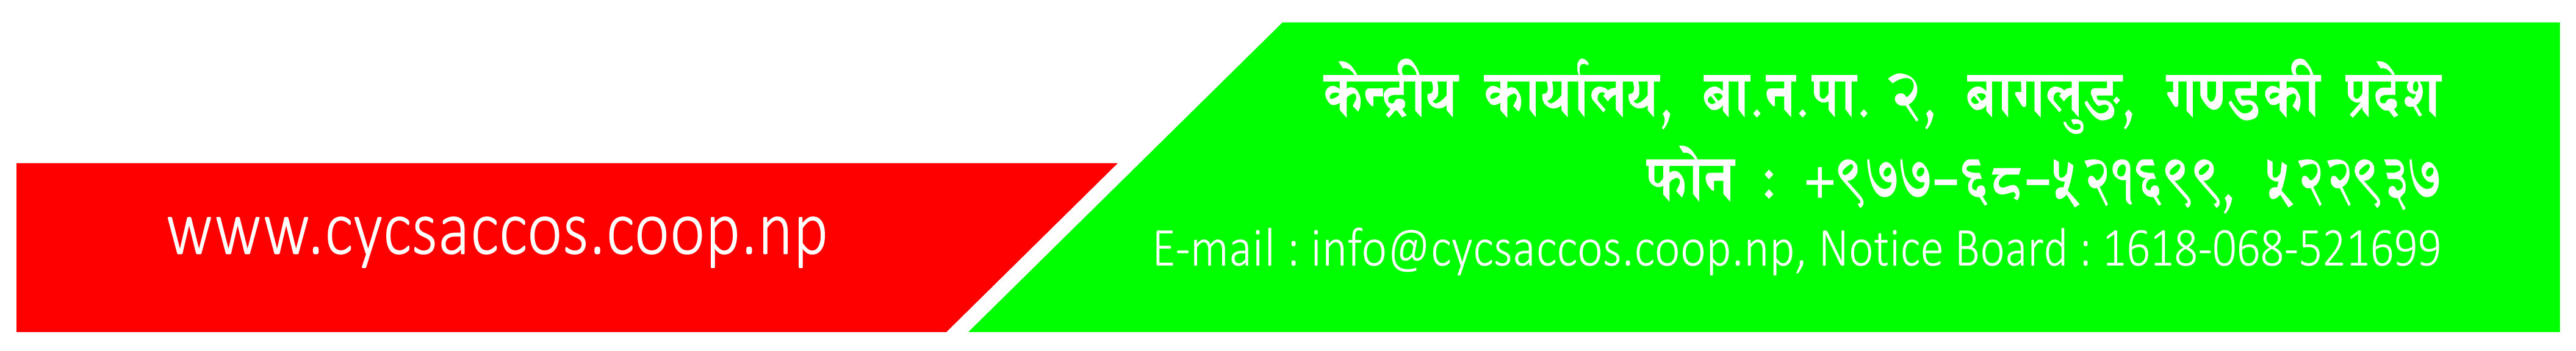 www.cycsaccos.coop.np
केन्द्रीय कार्यालय, बा.न.पा. २, बागलुङ, गण्डकी प्रदेश
फोन : +९७७-६८-५२१६९९, ५२२९३७
E-mail : info@cycsaccos.coop.np, Notice Board : 1618-068-521699